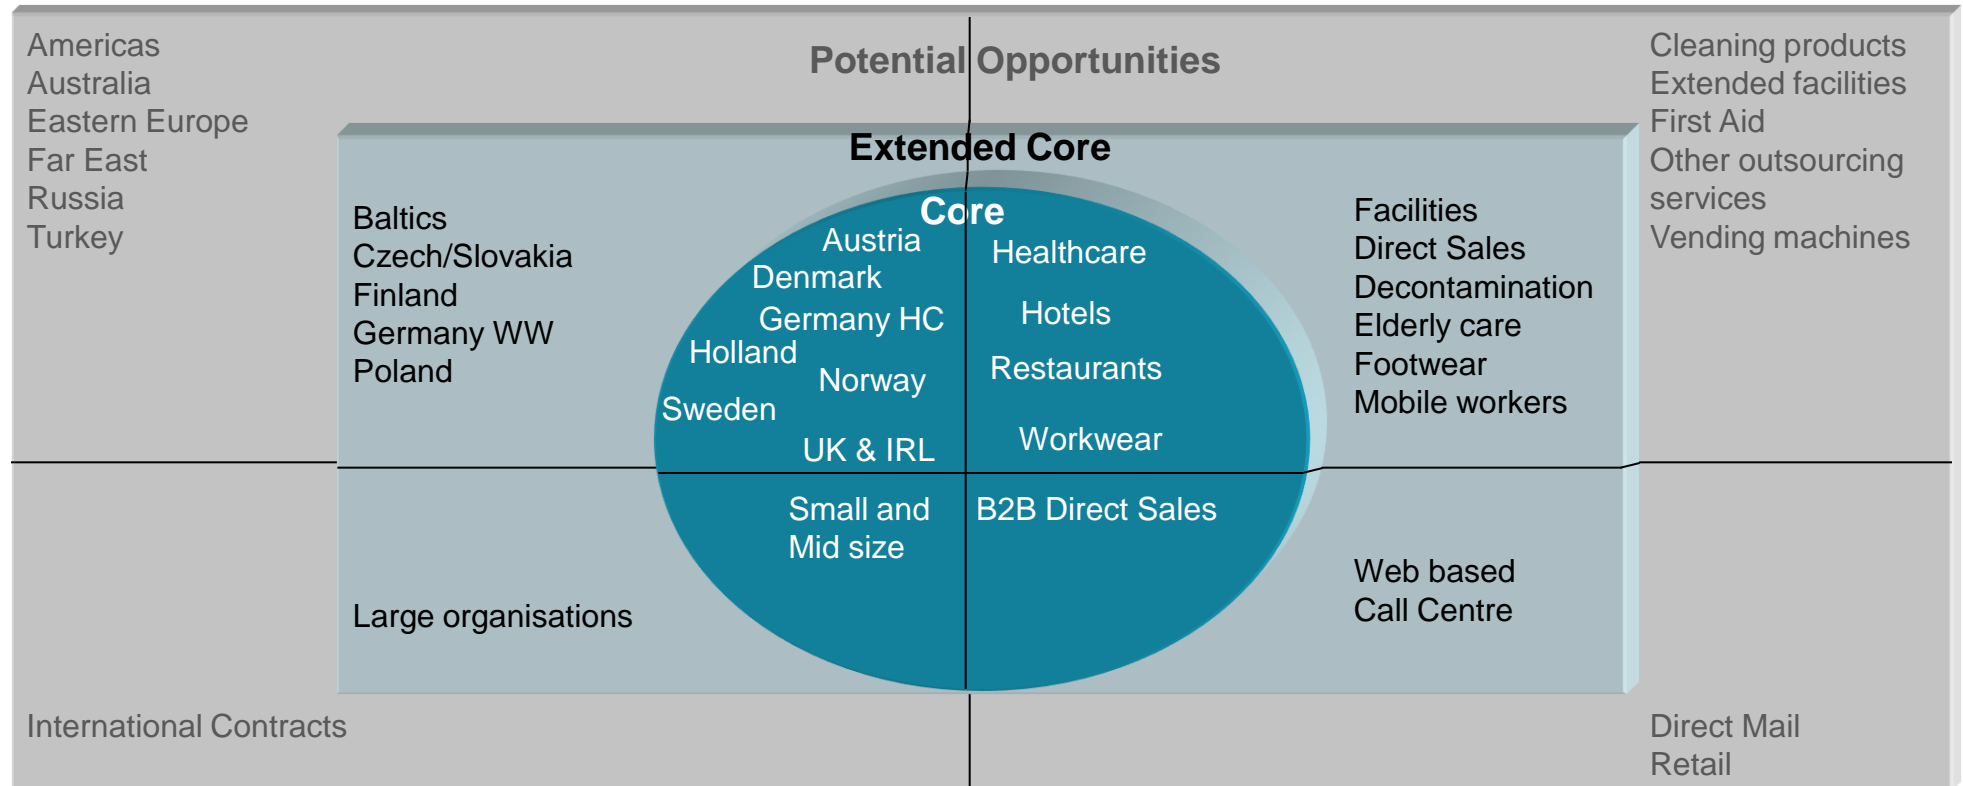 Potential Opportunities
Americas
Australia
Eastern Europe
Far East
Russia
Turkey
Cleaning products
Extended facilities
First Aid
Other outsourcing
services
Vending machines
Extended Core
Baltics
Czech/Slovakia
Finland
Germany WW
Poland
Core
Austria
Denmark
Germany HC
Holland
Norway
Sweden
UK & IRL
Healthcare
Hotels
Restaurants
Workwear
Facilities
Direct Sales
Decontamination
Elderly care
Footwear
Mobile workers
Small and
Mid size
B2B Direct Sales
Large organisations
Web based
Call Centre
International Contracts
Direct Mail
Retail